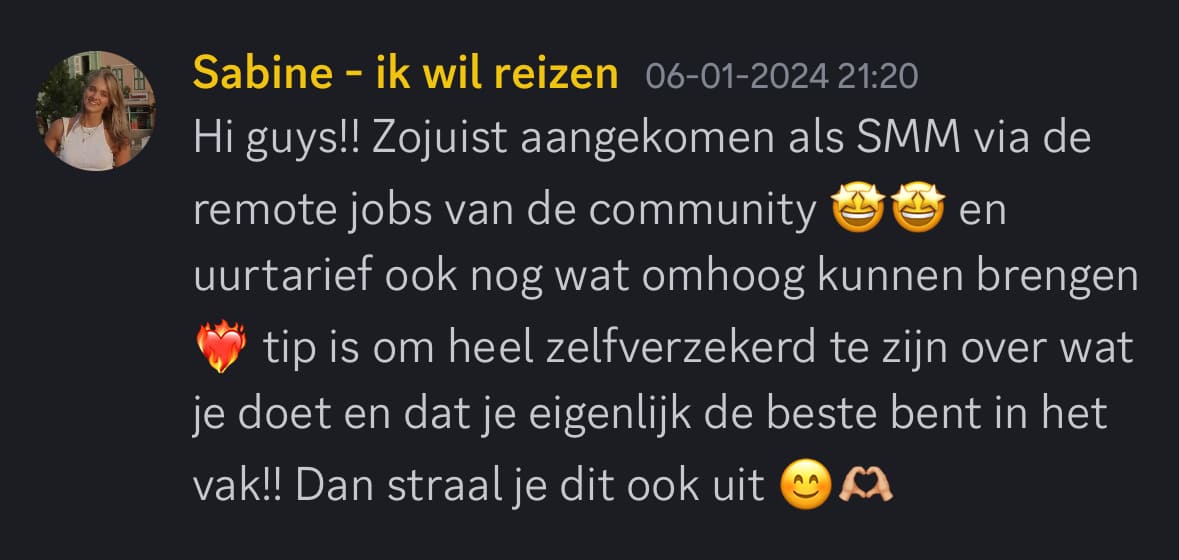 Sabine - ik wil reizen 06-01-2024 21:20
Hi guys!! Zojuist aangekomen als SMM via de
remote jobs van de community 🤩🤩 en
uurtarief ook nog wat omhoog kunnen brengen
❤️‍🔥 tip is om heel zelfverzekerd te zijn over wat
je doet en dat je eigenlijk de beste bent in het
vak!! Dan straal je dit ook uit 😊🫶🏼